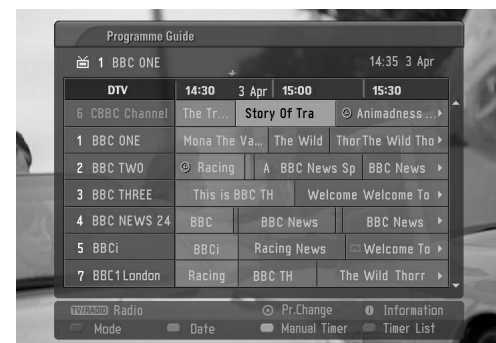 Programme Guide
1 BBC ONE 14:35 3 Apr
DTV 14:30 3 Apr 15:00 15:30
6 CBBC Channel The Tr... Story Of Tra Animadness ...
1 BBC ONE Mona The Va... The Wild ThorThe Wild Tho
2 BBC TWO Racing A BBC News Sp BBC News
3 BBC THREE This is BBC TH Welcome Welcome To
4 BBC NEWS 24 BBC BBC News BBC News
5 BBCi BBCi Racing News Welcome To
7 BBC1London Racing BBC TH The Wild Thorr
TV/RADIO Radio Pr.Change Information
Mode Date Manual Timer Timer List